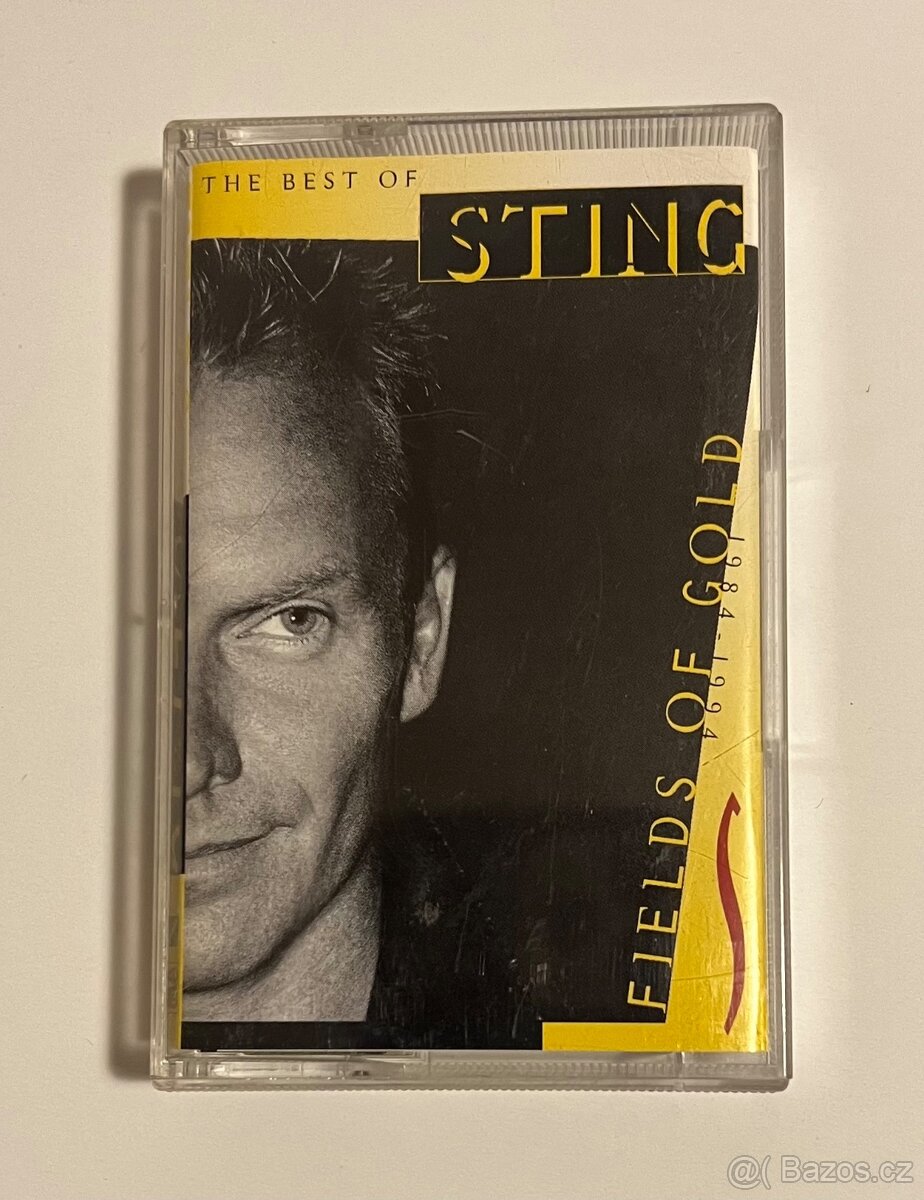 THE BEST OF
STING
FIELDS OF GOLD
1984-1994
@( Bazos.cz